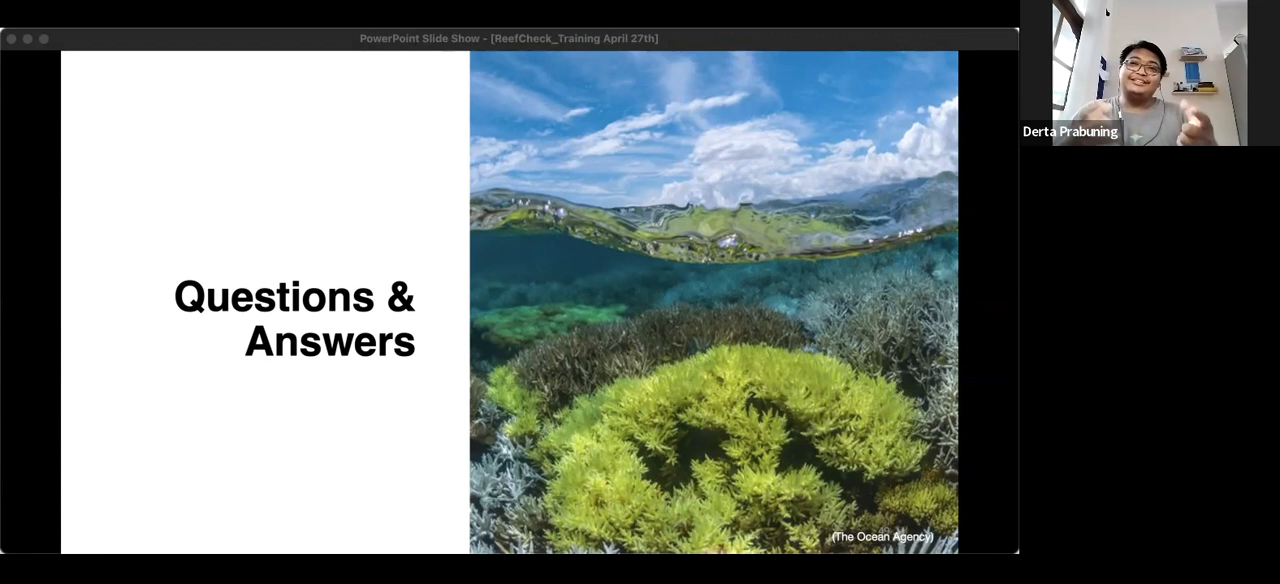 PowerPoint Slide Show - [ReefCheck_Training April 27th]
Derta Prabuning
Questions &
Answers
(The Ocean Agency)